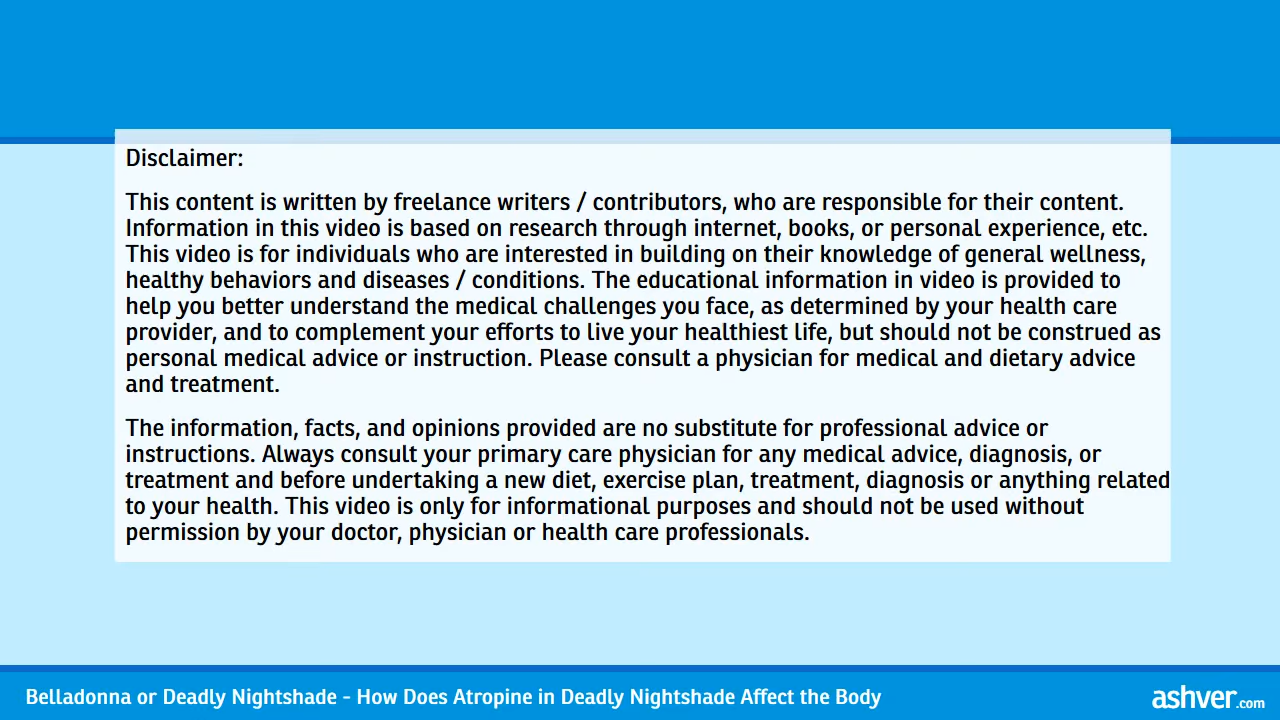 Disclaimer:
This content is written by freelance writers / contributors, who are responsible for their content.
Information in this video is based on research through internet, books, or personal experience, etc.
This video is for individuals who are interested in building on their knowledge of general wellness,
healthy behaviors and diseases / conditions. The educational information in video is provided to
help you better understand the medical challenges you face, as determined by your health care
provider, and to complement your efforts to live your healthiest life, but should not be construed as
personal medical advice or instruction. Please consult a physician for medical and dietary advice
and treatment.
The information, facts, and opinions provided are no substitute for professional advice or
instructions. Always consult your primary care physician for any medical advice, diagnosis, or
treatment and before undertaking a new diet, exercise plan, treatment, diagnosis or anything related
to your health. This video is only for informational purposes and should not be used without
permission by your doctor, physician or health care professionals.
Belladonna or Deadly Nightshade - How Does Atropine in Deadly Nightshade Affect the Body
ashver.com